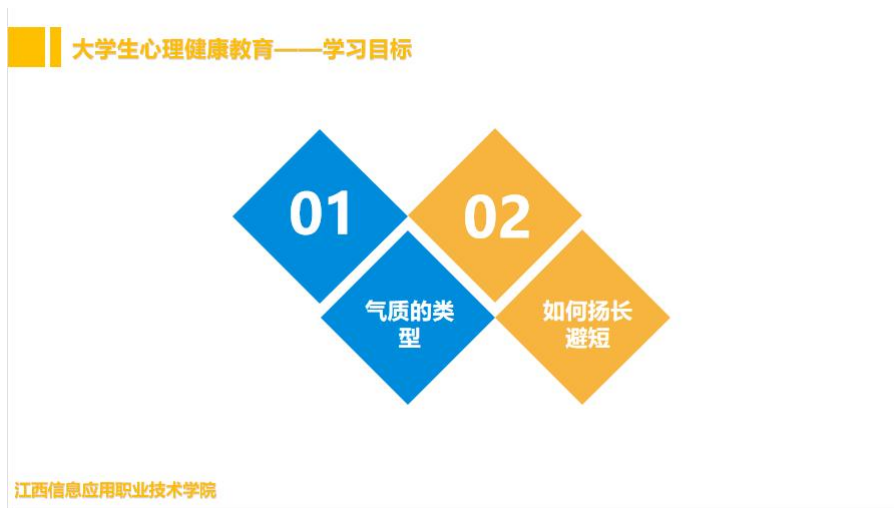 大学生心理健康教育——学习目标
01
02
气质的类
型
如何扬长
避短
江西信息应用职业技术学院